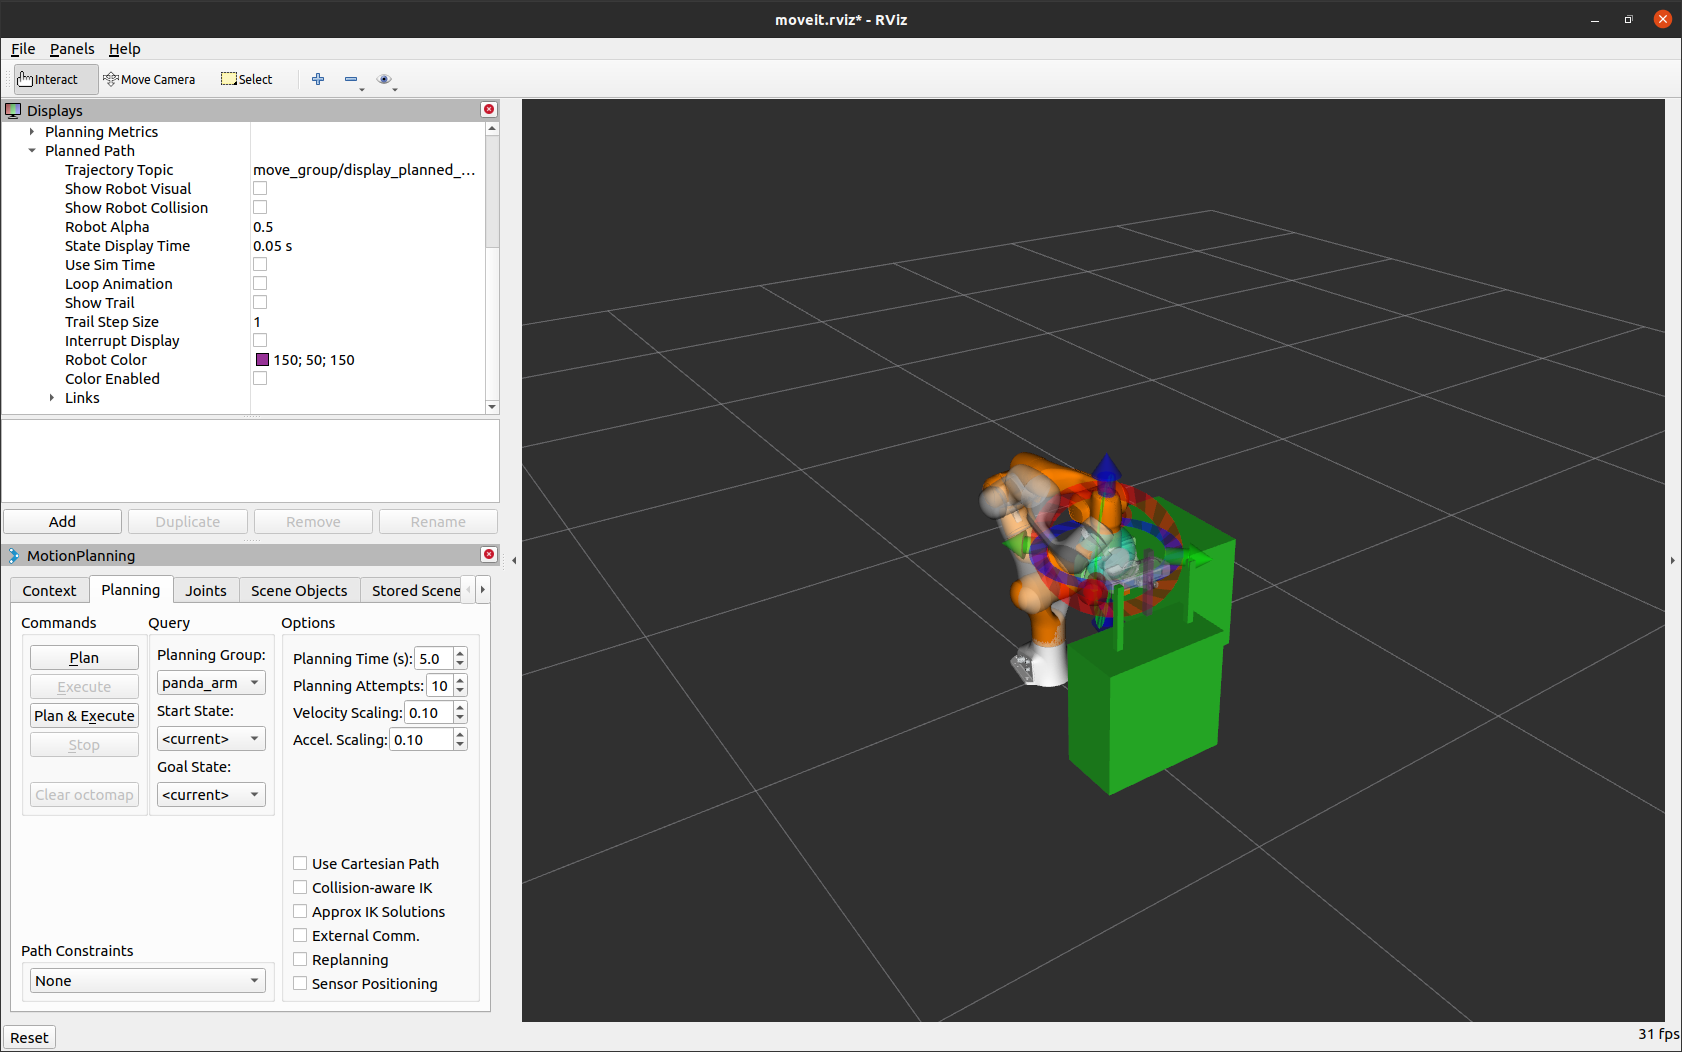 moveit.rviz* - RViz
File Panels Help
Interact Move Camera Select
Displays
Planning Metrics
Planned Path
Trajectory Topic move_group/display_planned_...
Show Robot Visual
Show Robot Collision
Robot Alpha 0.5
State Display Time 0.05 s
Use Sim Time
Loop Animation
Show Trail
Trail Step Size 1
Interrupt Display
Robot Color 150; 50; 150
Color Enabled
Links
Add Duplicate Remove Rename
MotionPlanning
Context Planning Joints Scene Objects Stored Scene
Commands Query Options
Plan
Execute
Plan & Execute
Stop
Clear octomap
Planning Group:
panda_arm
Start State:
<current>
Goal State:
<current>
Planning Time (s): 5.0
Planning Attempts: 10
Velocity Scaling: 0.10
Accel. Scaling: 0.10
Use Cartesian Path
Collision-aware IK
Approx IK Solutions
External Comm.
Replanning
Sensor Positioning
Path Constraints
None
Reset
31 fps